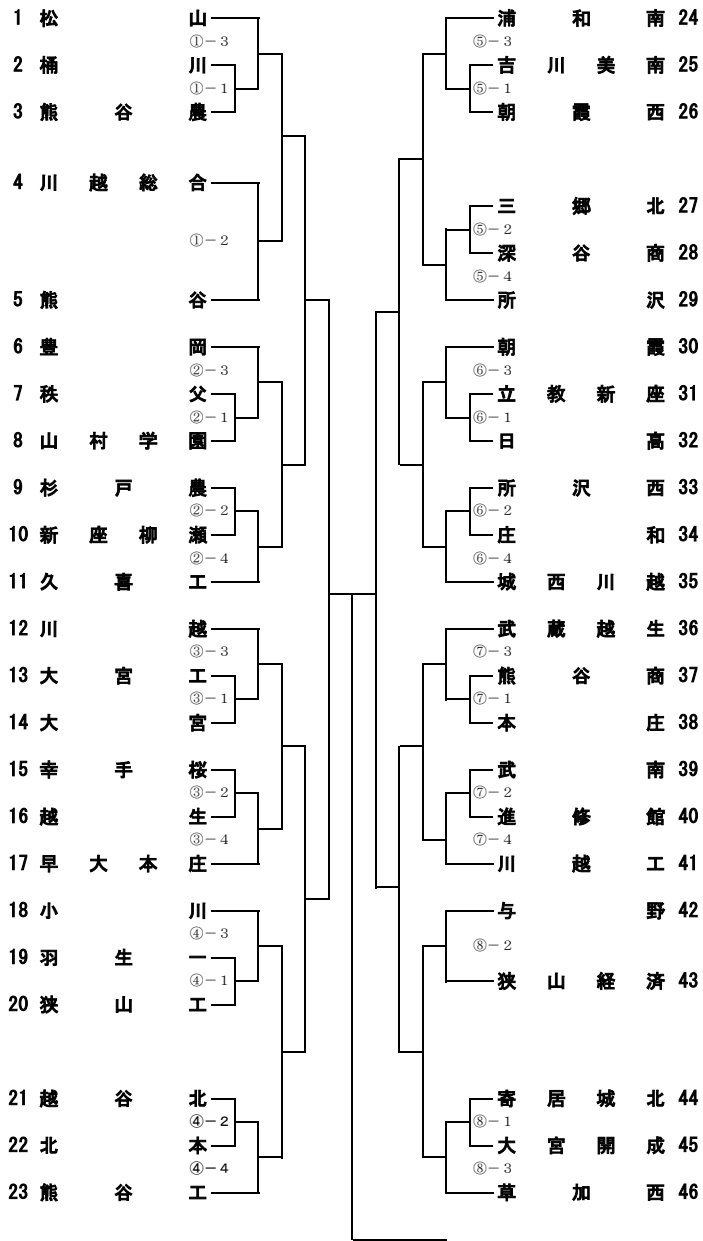 1 松山
①－3
2 桶川
①－1
3 熊谷農
4 川越総合
①－2
5 熊谷
6 豊岡
②－3
7 秩父
②－1
8 山村学園
9 杉戸農
②－2
10 新座柳瀬
②－4
11 久喜工
12 川越
③－3
13 大宮工
③－1
14 大宮
15 幸手桜
③－2
16 越生
③－4
17 早大本庄
18 小川
④－3
19 羽生一
④－1
20 狭山工
21 越谷北
④－2
22 北本
④－4
23 熊谷工
浦和南 24
⑤－3
吉川美南 25
⑤－1
朝霞西 26
三郷北 27
⑤－2
深谷商 28
⑤－4
所沢 29
朝霞 30
⑥－3
立教新座 31
⑥－1
日高 32
所沢西 33
⑥－2
庄和 34
⑥－4
城西川越 35
武蔵越生 36
⑦－3
熊谷商 37
⑦－1
本庄 38
武南 39
⑦－2
進修館 40
⑦－4
川越工 41
与野 42
⑧－2
狭山経済 43
寄居城北 44
⑧－1
大宮開成 45
⑧－3
草加西 46